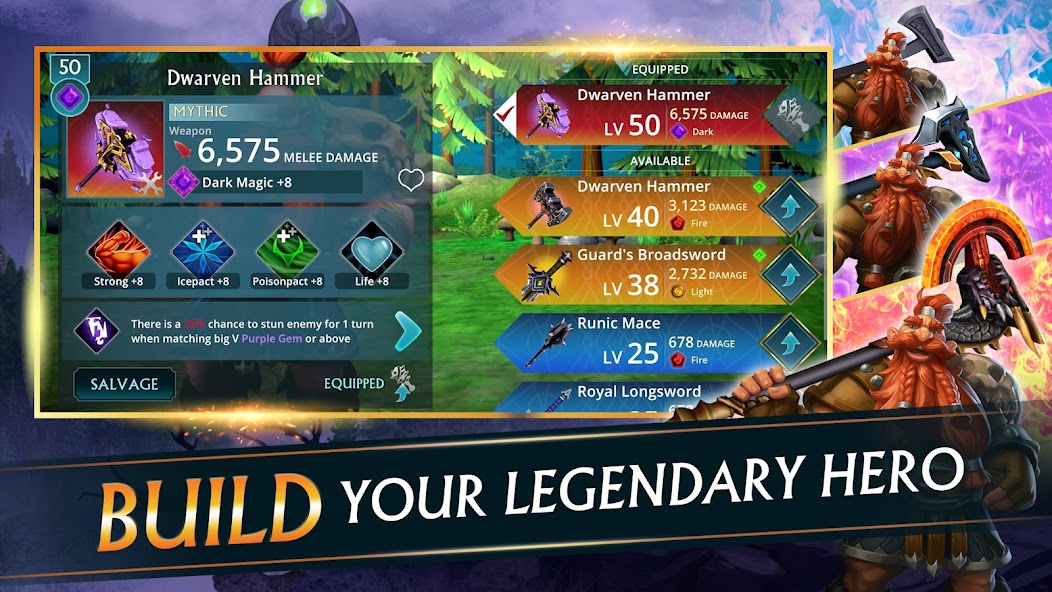 50
Dwarven Hammer
MYTHIC
Weapon
6,575 MELEE DAMAGE
Dark Magic +8
Strong +8
Icepact +8
Poisonpact +8
Life +8
There is a chance to stun enemy for 1 turn
when matching big V Purple Gem or above
SALVAGE
EQUIPPED
EQUIPPED
Dwarven Hammer
LV 50
6,575 DAMAGE
Dark
AVAILABLE
Dwarven Hammer
LV 40
3,123 DAMAGE
Fire
Guard's Broadsword
LV 38
2,732 DAMAGE
Light
Runic Mace
LV 25
678 DAMAGE
Fire
Royal Longsword
BUILD YOUR LEGENDARY HERO